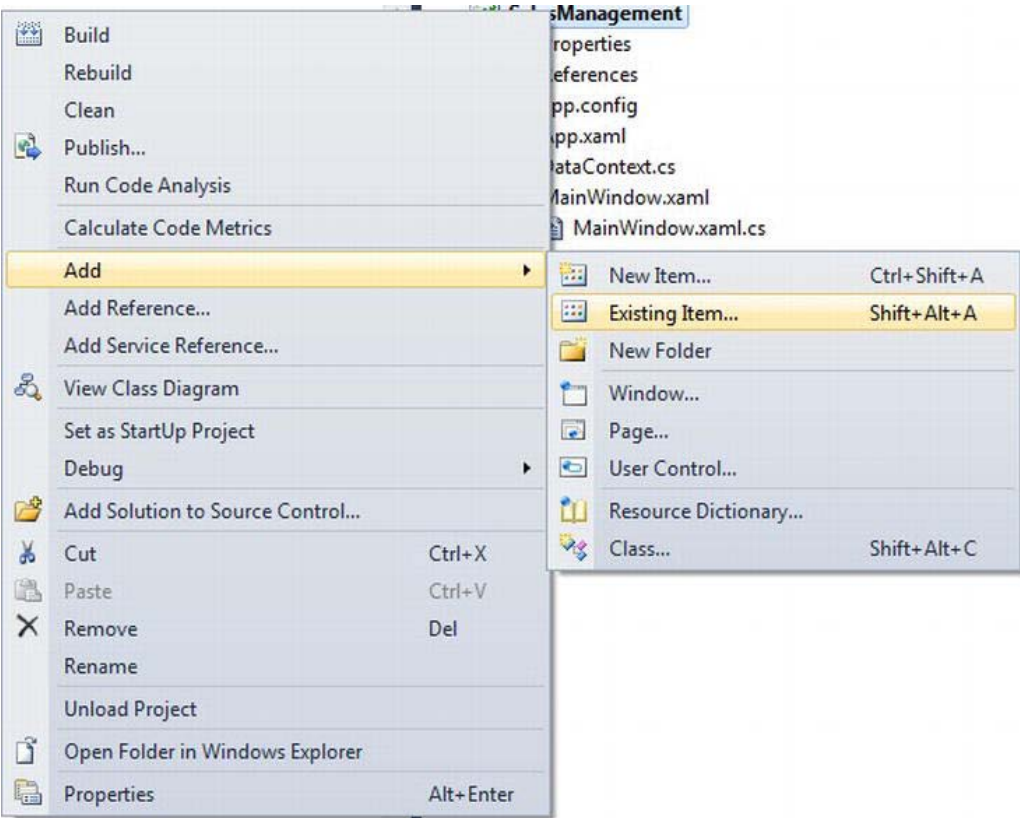 sManagement
roperties
eferences
pp.config
pp.xaml
ataContext.cs
MainWindow.xaml
MainWindow.xaml.cs
Build
Rebuild
Clean
Publish...
Run Code Analysis
Calculate Code Metrics
Add
Add Reference...
Add Service Reference...
View Class Diagram
Set as StartUp Project
Debug
Add Solution to Source Control...
Cut Ctrl+X
Paste Ctrl+V
Remove Del
Rename
Unload Project
Open Folder in Windows Explorer
Properties Alt+Enter
New Item... Ctrl+Shift+A
Existing Item... Shift+Alt+A
New Folder
Window...
Page...
User Control...
Resource Dictionary...
Class... Shift+Alt+C